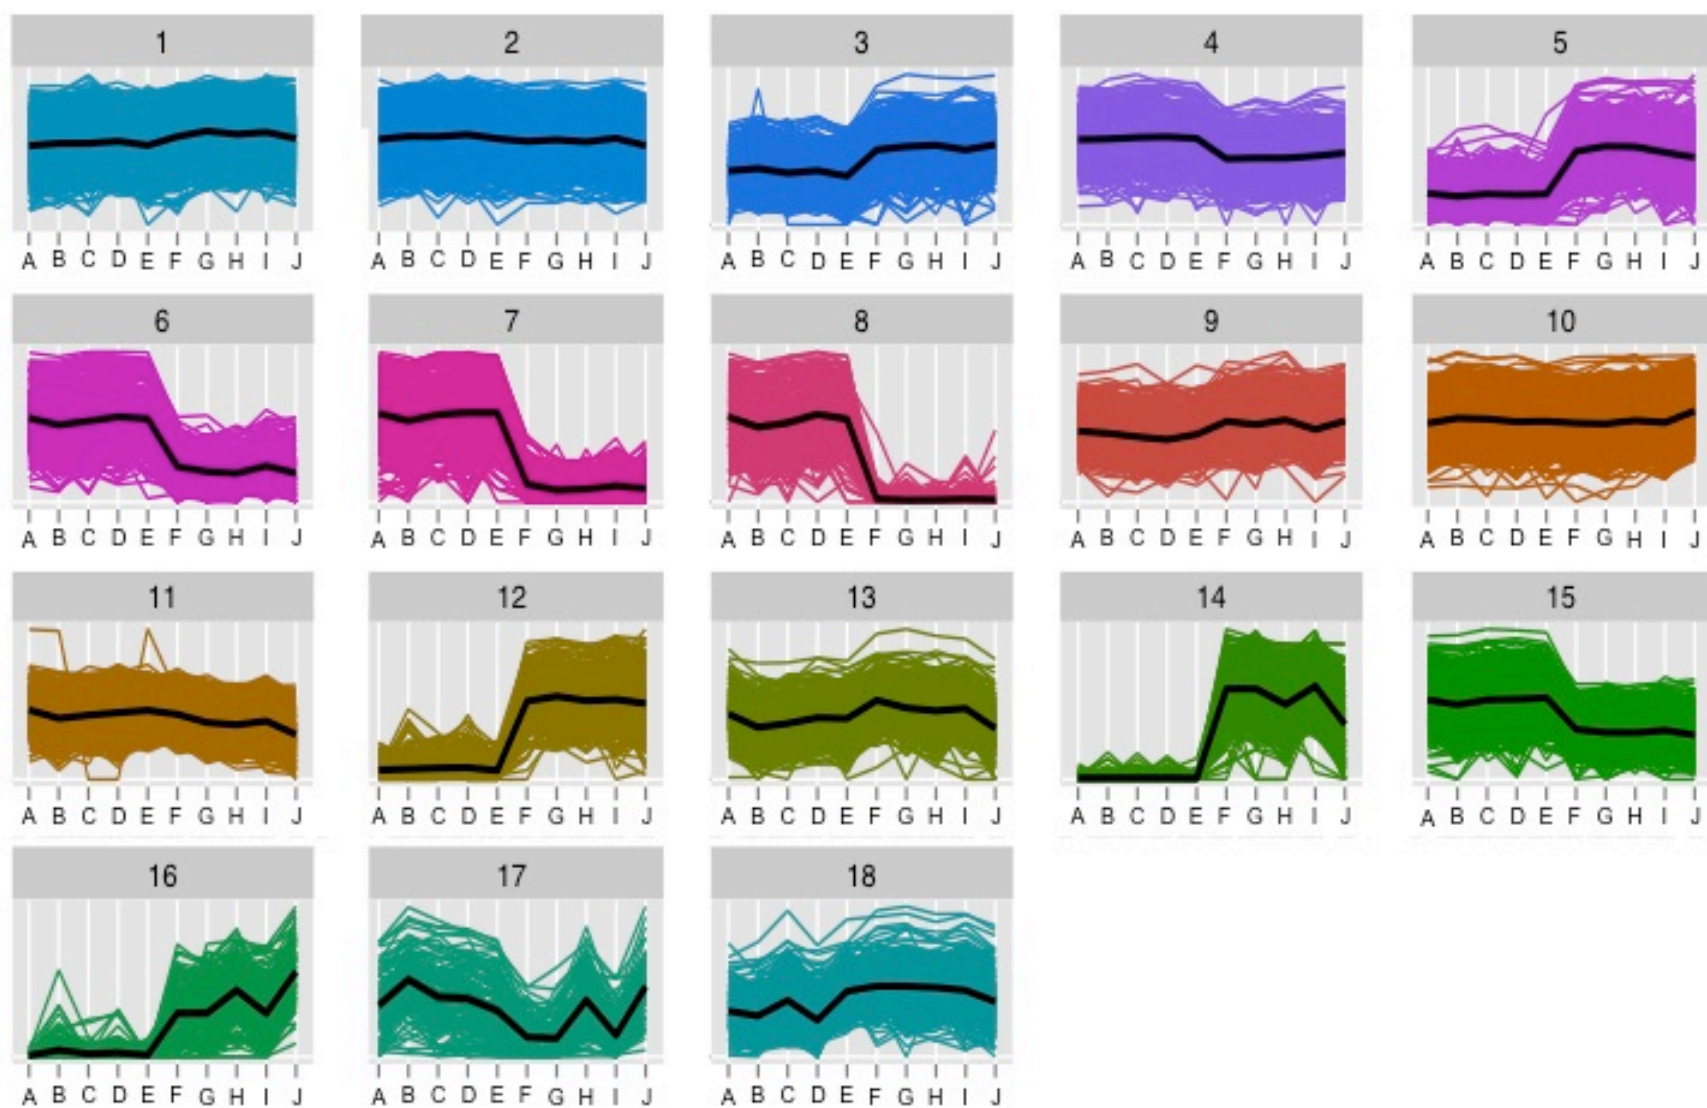 1 2 3 4 5
A B C D E F G H I J A B C D E F G H I J A B C D E F G H I J A B C D E F G H I J A B C D E F G H I J
6 7 8 9 10
A B C D E F G H I J A B C D E F G H I J A B C D E F G H I J A B C D E F G H I J A B C D E F G H I J
11 12 13 14 15
A B C D E F G H I J A B C D E F G H I J A B C D E F G H I J A B C D E F G H I J A B C D E F G H I J
16 17 18
A B C D E F G H I J A B C D E F G H I J A B C D E F G H I J